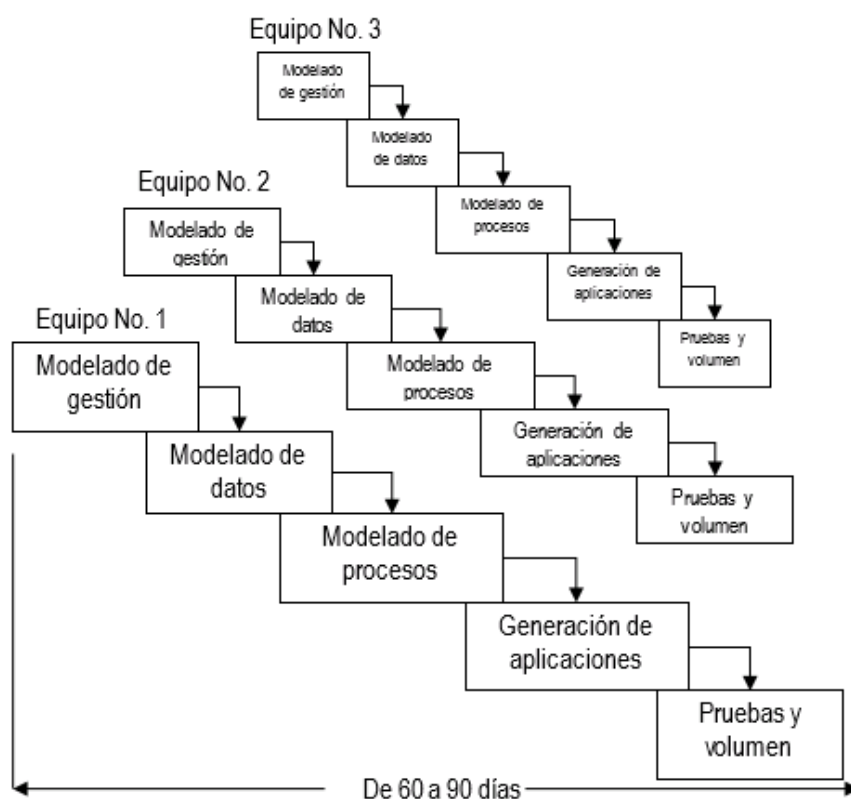 Equipo No. 3
Modelado
de gestión
Modelado
de datos
Modelado de
procesos
Generación de
aplicaciones
Pruebas y
volumen
Equipo No. 2
Modelado de
gestión
Modelado de
datos
Modelado de
procesos
Generación de
aplicaciones
Pruebas y
volumen
Equipo No. 1
Modelado de
gestión
Modelado de
datos
Modelado de
procesos
Generación de
aplicaciones
Pruebas y
volumen
De 60 a 90 días